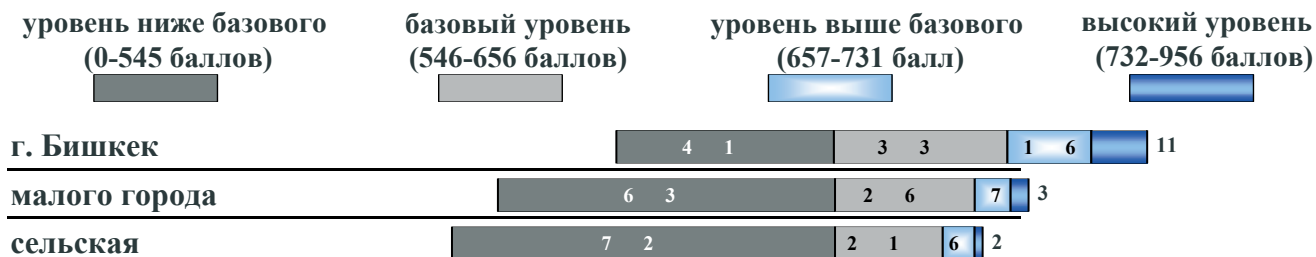 уровень ниже базового
(0-545 баллов)
базовый уровень
(546-656 баллов)
уровень выше базового
(657-731 балл)
высокий уровень
(732-956 баллов)
г. Бишкек 4 1 3 3 1 6 11
малого города 6 3 2 6 7 3
сельская 7 2 2 1 6 2